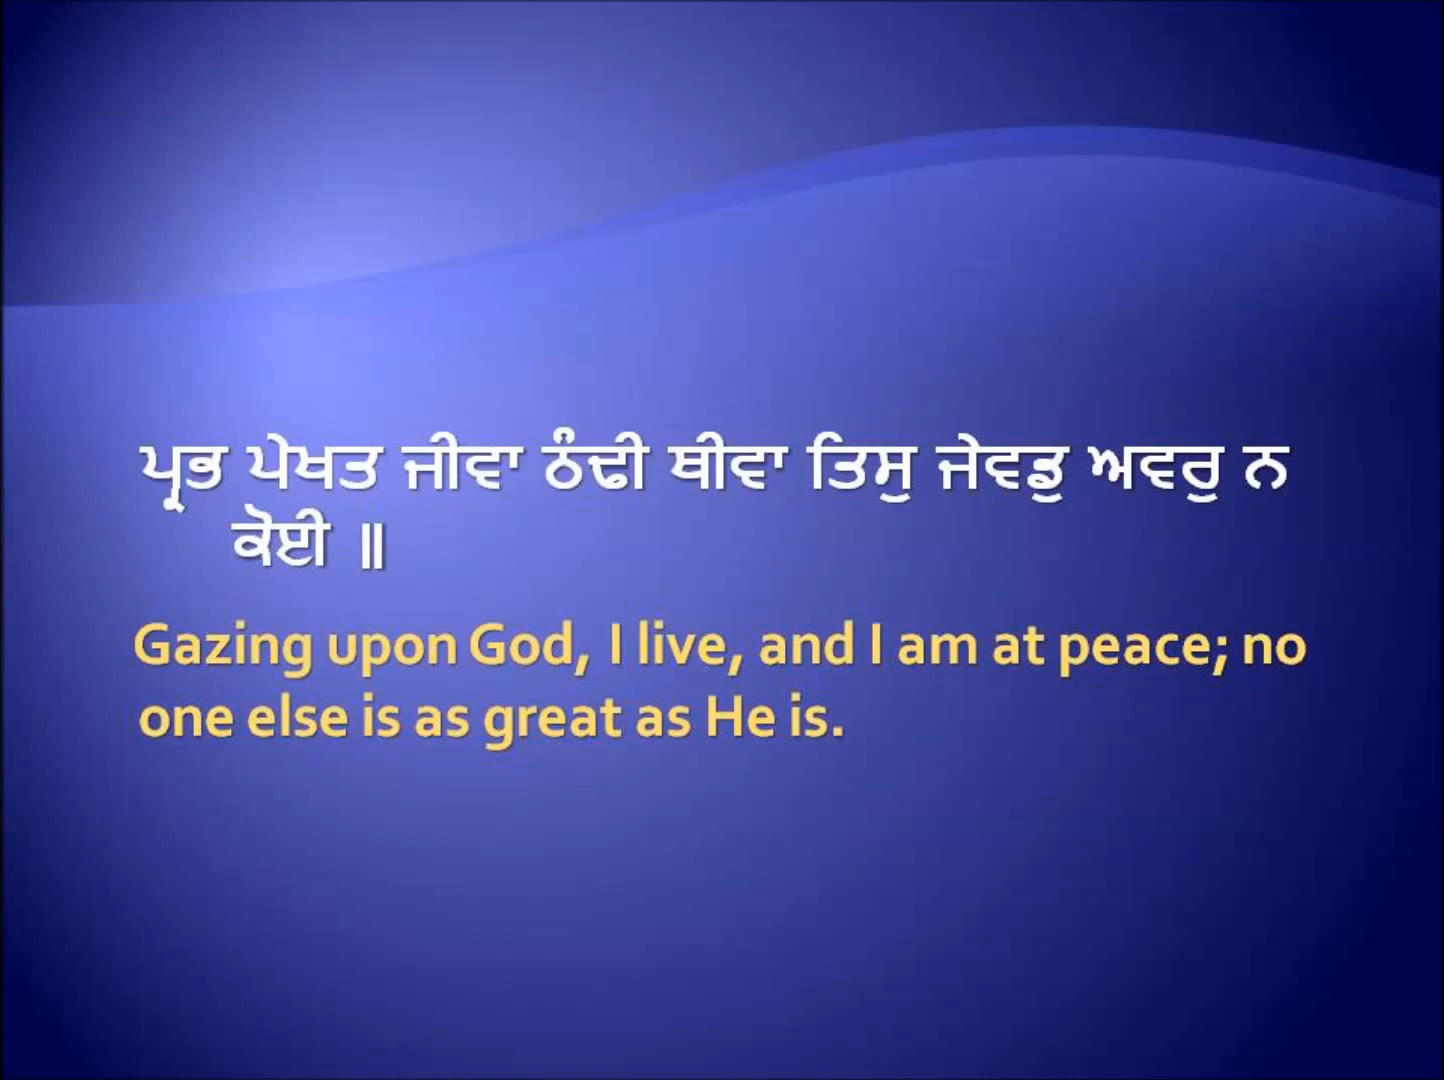 ਪ੍ਰਭ ਪੇਖਤ ਜੀਵਾ ਠੰਢੀ ਥੀਵਾ ਤਿਸੁ ਜੇਵਡੁ ਅਵਰੁ ਨ
ਕੋਈ ॥
Gazing upon God, I live, and I am at peace; no
one else is as great as He is.